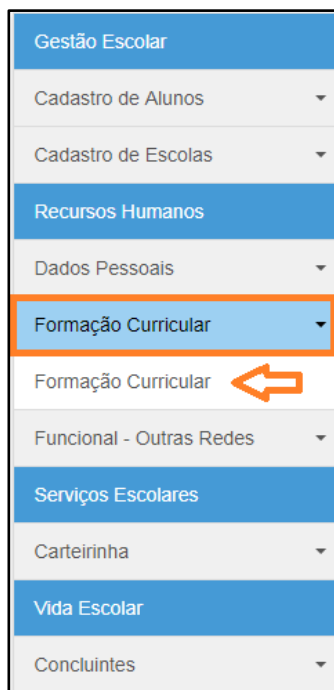 Gestão Escolar
Cadastro de Alunos
Cadastro de Escolas
Recursos Humanos
Dados Pessoais
Formação Curricular
Formação Curricular
Funcional - Outras Redes
Serviços Escolares
Carteirinha
Vida Escolar
Concluintes